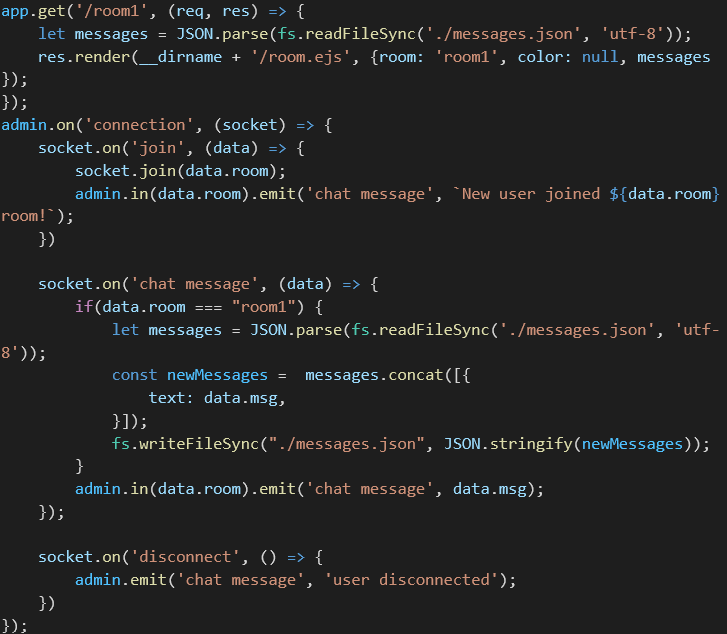 app.get('/room1', (req, res) => {
    let messages = JSON.parse(fs.readFileSync('./messages.json', 'utf-8'));
    res.render(__dirname + '/room.ejs', {room: 'room1', color: null, messages
});
});
admin.on('connection', (socket) => {
    socket.on('join', (data) => {
        socket.join(data.room);
        admin.in(data.room).emit('chat message', `New user joined ${data.room}
room!`);
    })

    socket.on('chat message', (data) => {
        if(data.room === "room1") {
            let messages = JSON.parse(fs.readFileSync('./messages.json', 'utf-
8'));
            const newMessages =  messages.concat([{
                text: data.msg,
            }]);
            fs.writeFileSync("./messages.json", JSON.stringify(newMessages));
        }
        admin.in(data.room).emit('chat message', data.msg);
    });

    socket.on('disconnect', () => {
        admin.emit('chat message', 'user disconnected');
    })
});